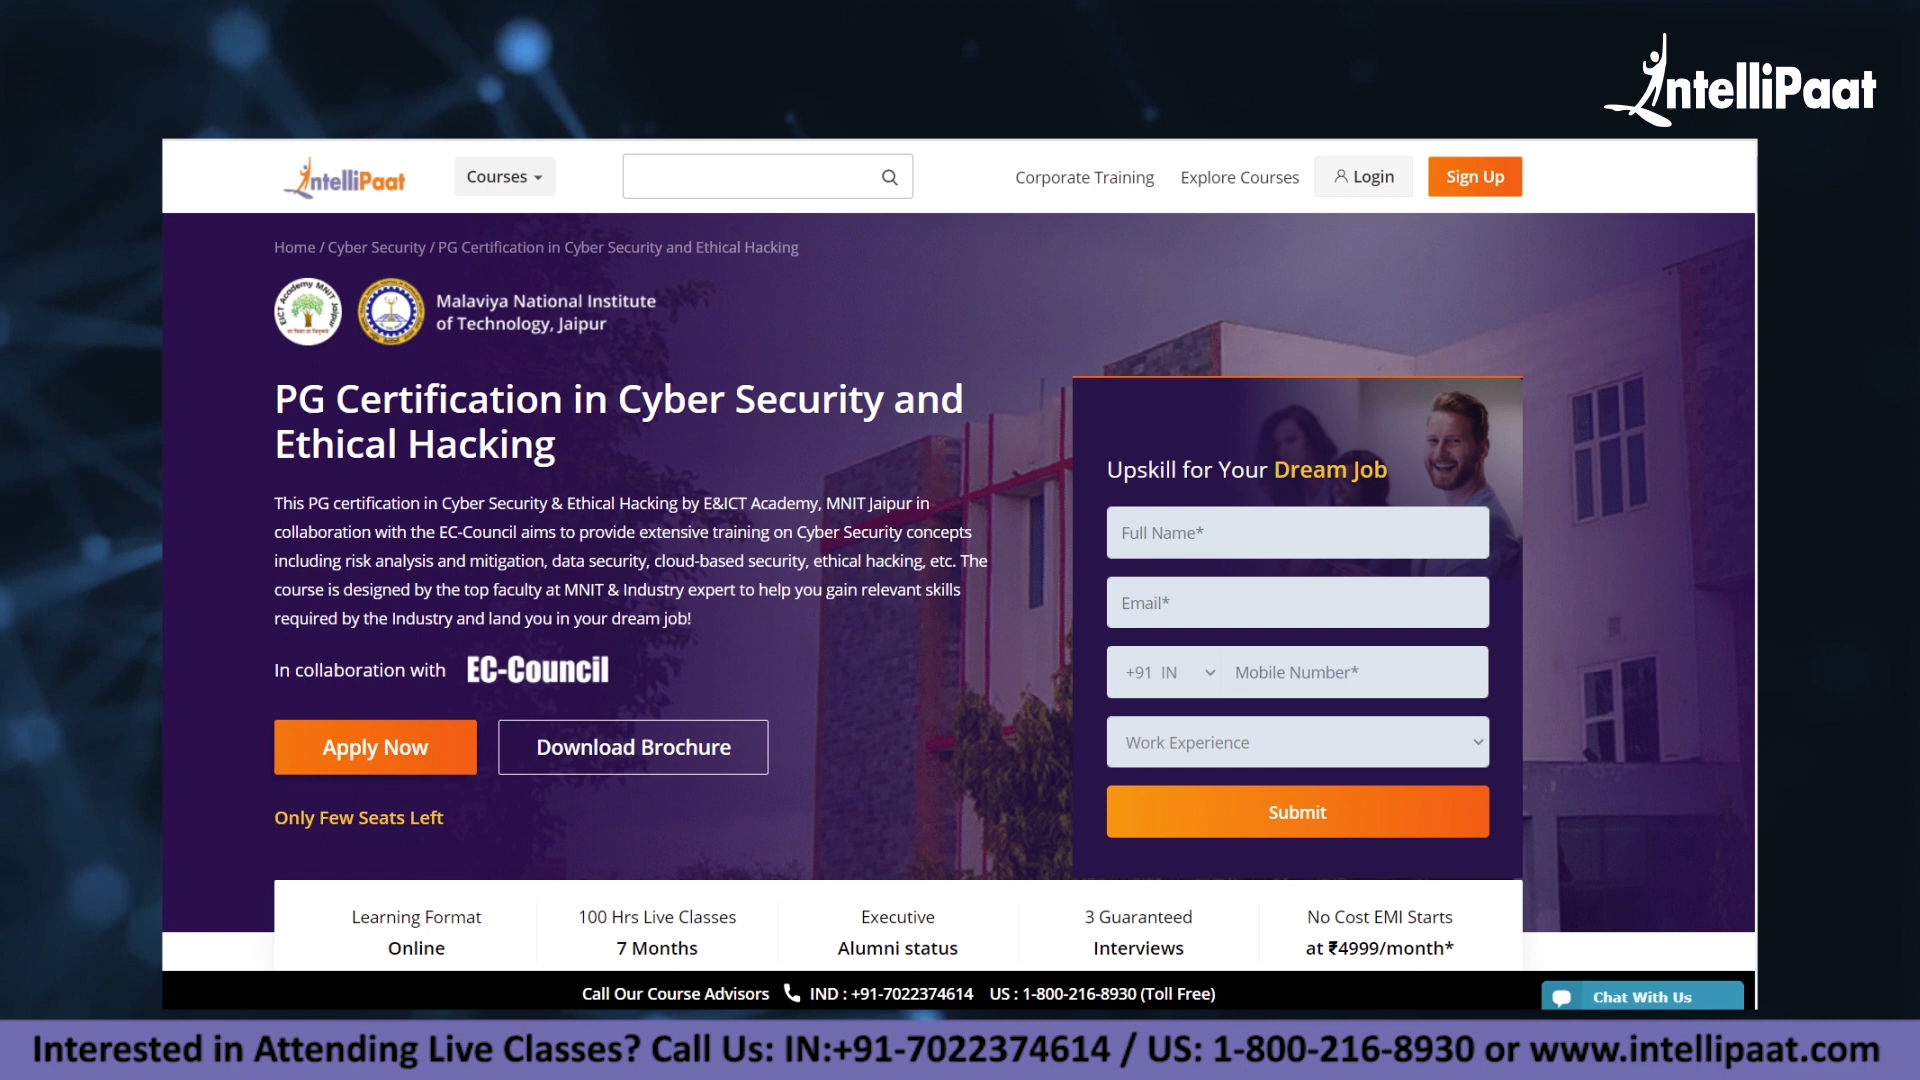 IntelliPaat
IntelliPaat
Courses
Corporate Training
Explore Courses
Login
Sign Up
Home / Cyber Security / PG Certification in Cyber Security and Ethical Hacking
EICT Academy MNIT Jaipur
Malaviya National Institute
of Technology, Jaipur
PG Certification in Cyber Security and
Ethical Hacking
This PG certification in Cyber Security & Ethical Hacking by E&ICT Academy, MNIT Jaipur in
collaboration with the EC-Council aims to provide extensive training on Cyber Security concepts
including risk analysis and mitigation, data security, cloud-based security, ethical hacking, etc. The
course is designed by the top faculty at MNIT & Industry expert to help you gain relevant skills
required by the Industry and land you in your dream job!
In collaboration with EC-Council
Apply Now
Download Brochure
Only Few Seats Left
Upskill for Your Dream Job
Full Name*
Email*
+91 IN Mobile Number*
Work Experience
Submit
Learning Format
Online
100 Hrs Live Classes
7 Months
Executive
Alumni status
3 Guaranteed
Interviews
No Cost EMI Starts
at ₹4999/month*
Call Our Course Advisors IND : +91-7022374614 US : 1-800-216-8930 (Toll Free)
Chat With Us
Interested in Attending Live Classes? Call Us: IN:+91-7022374614 / US: 1-800-216-8930 or www.intellipaat.com